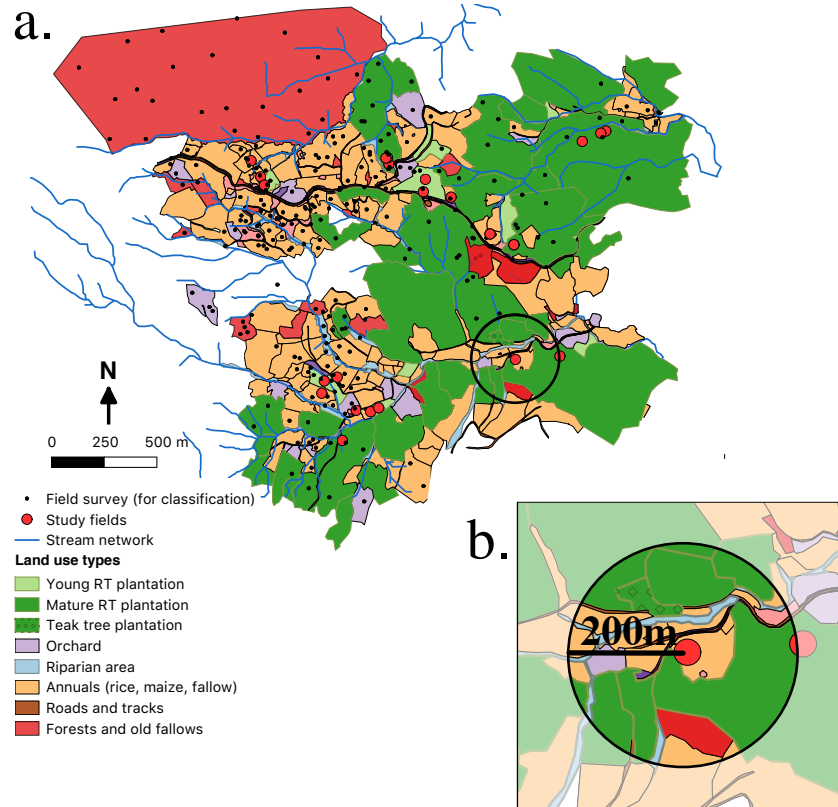 a.
N
0 250 500 m
Field survey (for classification)
Study fields
Stream network
Land use types
Young RT plantation
Mature RT plantation
Teak tree plantation
Orchard
Riparian area
Annuals (rice, maize, fallow)
Roads and tracks
Forests and old fallows
b.
200m